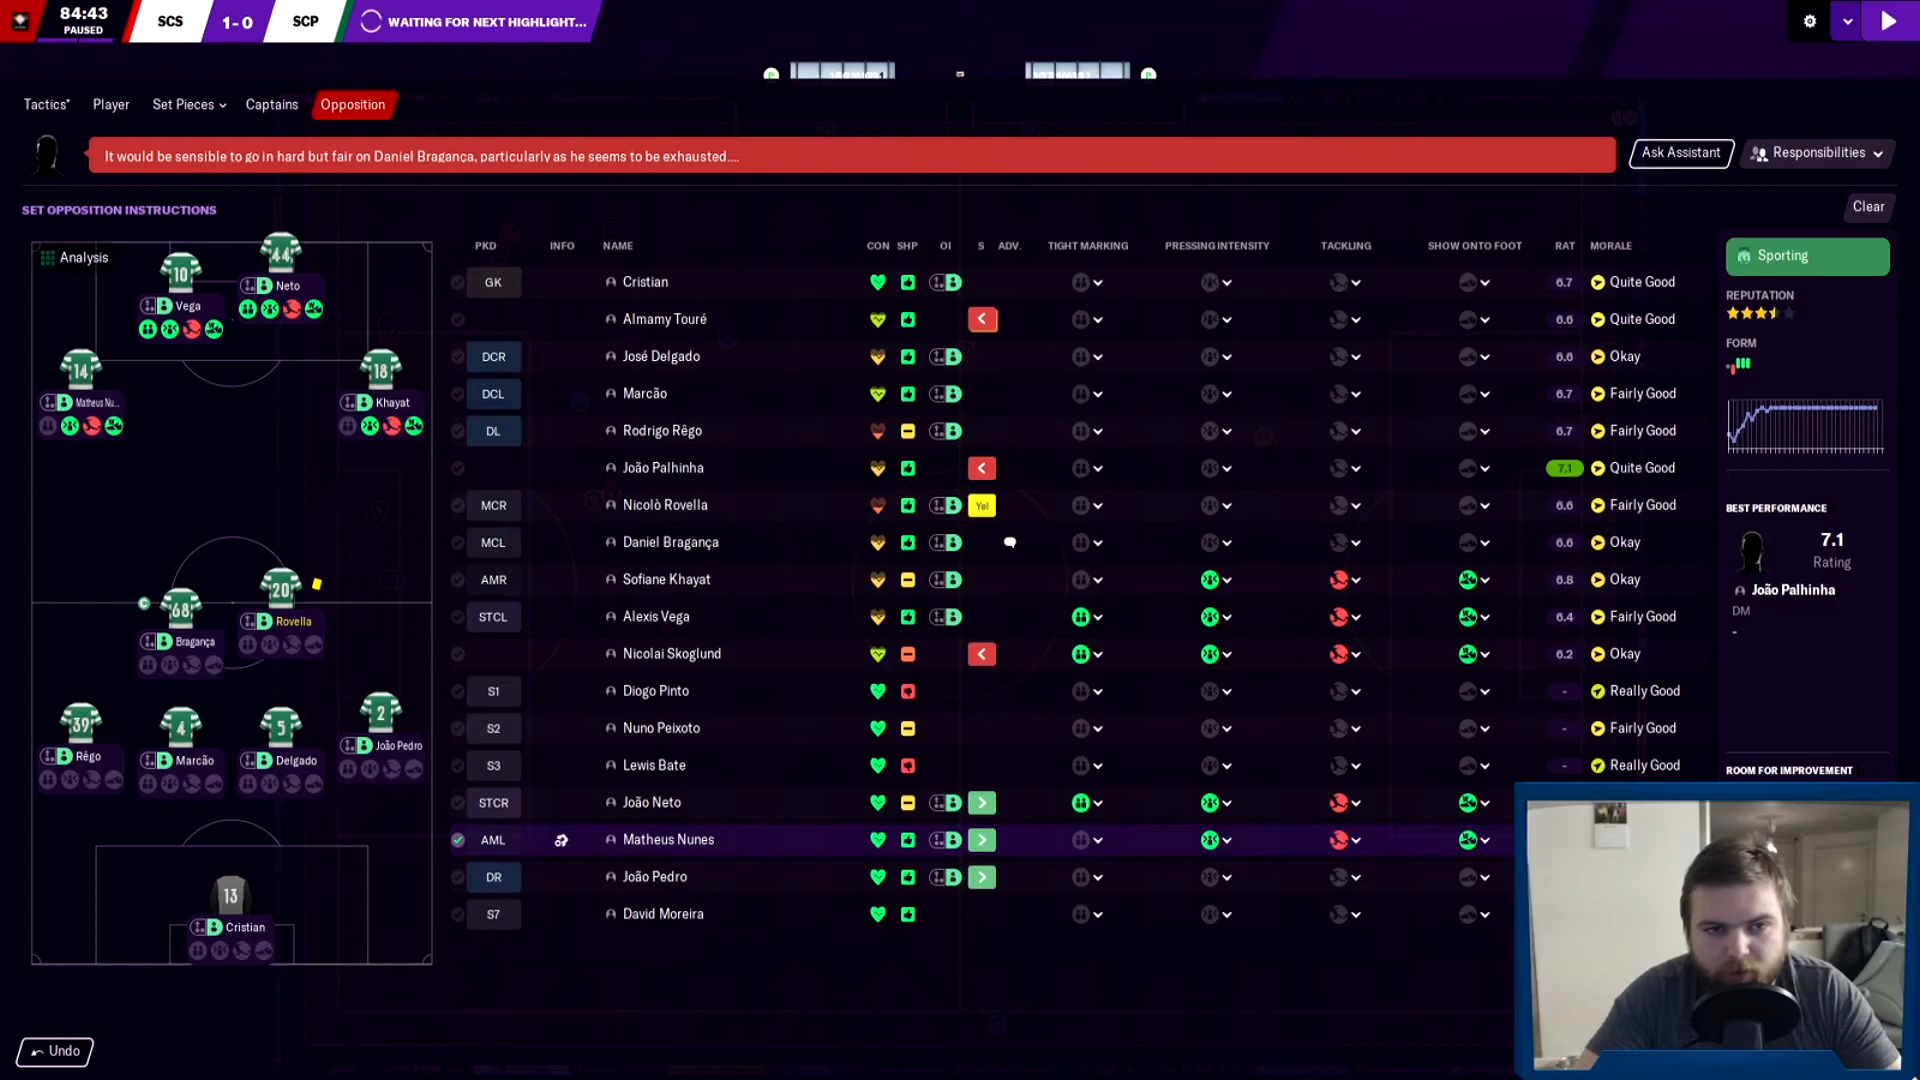 84:43
PAUSED
SCS
1 - 0
SCP
WAITING FOR NEXT HIGHLIGHT...
Tactics*
Player
Set Pieces
Captains
Opposition
It would be sensible to go in hard but fair on Daniel Bragança, particularly as he seems to be exhausted....
Ask Assistant
Responsibilities
SET OPPOSITION INSTRUCTIONS
Clear
Analysis
10
Vega
44
Neto
14
Matheus Nu...
18
Khayat
68
Bragança
20
Rovella
39
Rêgo
4
Marcão
5
Delgado
2
João Pedro
13
Cristian
PKD INFO NAME CON SHP OI S ADV. TIGHT MARKING PRESSING INTENSITY TACKLING SHOW ONTO FOOT RAT MORALE
GK Cristian 6.7 Quite Good
Almamy Touré 6.6 Quite Good
DCR José Delgado 6.6 Okay
DCL Marcão 6.7 Fairly Good
DL Rodrigo Rêgo 6.7 Fairly Good
João Palhinha 7.1 Quite Good
MCR Nicolò Rovella Yel 6.6 Fairly Good
MCL Daniel Bragança 6.6 Okay
AMR Sofiane Khayat 6.8 Okay
STCL Alexis Vega 6.4 Fairly Good
Nicolai Skoglund 6.2 Okay
S1 Diogo Pinto - Really Good
S2 Nuno Peixoto - Fairly Good
S3 Lewis Bate - Really Good
STCR João Neto
AML Matheus Nunes
DR João Pedro
S7 David Moreira
Sporting
REPUTATION
FORM
BEST PERFORMANCE
7.1
Rating
João Palhinha
DM
-
ROOM FOR IMPROVEMENT
Undo